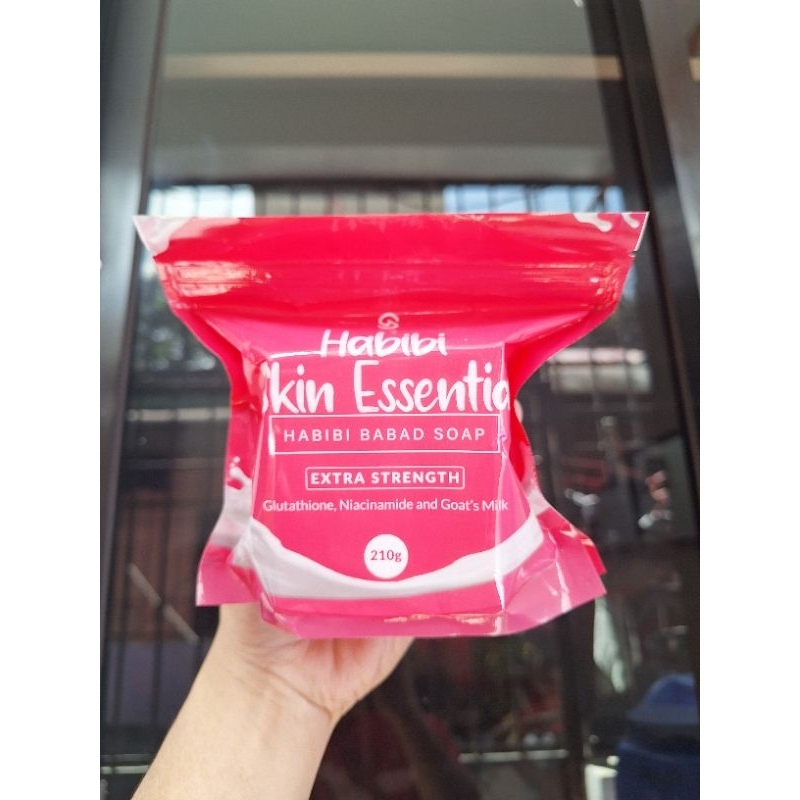 Habibi
Skin Essentia
HABIBI BABAD SOAP
EXTRA STRENGTH
Glutathione, Niacinamide and Goat's Milk
210g